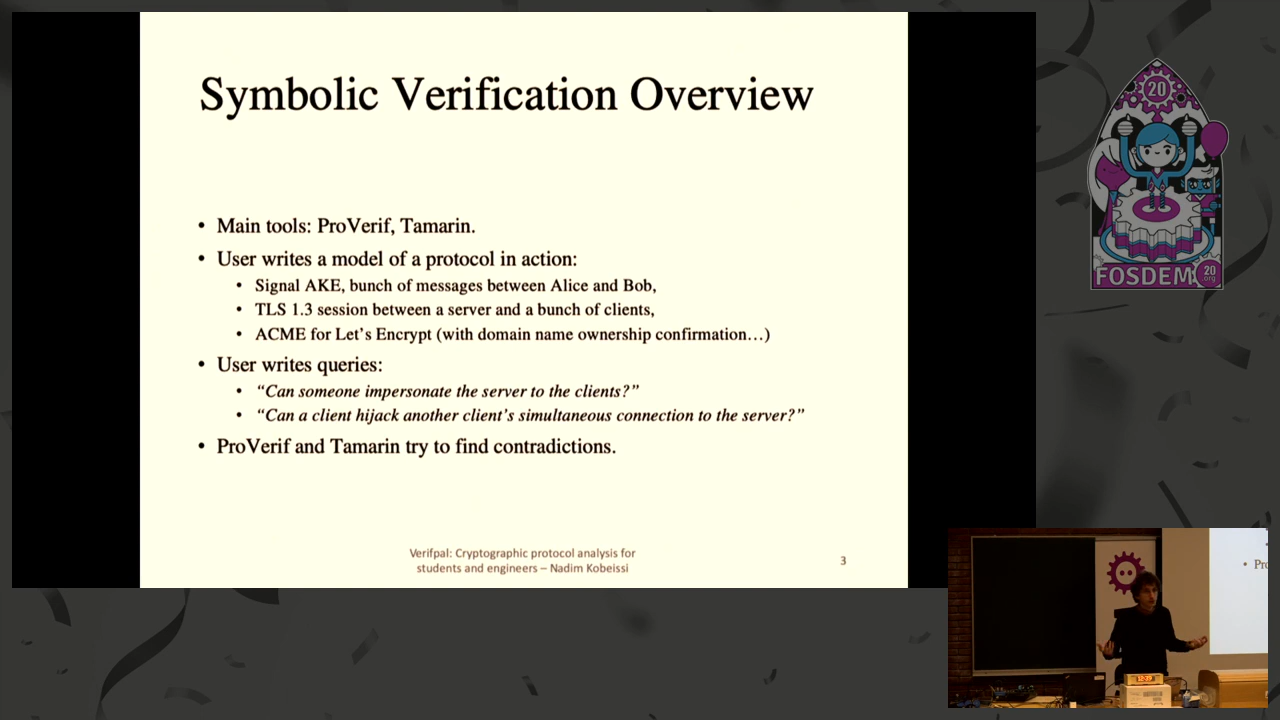 Symbolic Verification Overview
• Main tools: ProVerif, Tamarin.
• User writes a model of a protocol in action:
• Signal AKE, bunch of messages between Alice and Bob,
• TLS 1.3 session between a server and a bunch of clients,
• ACME for Let’s Encrypt (with domain name ownership confirmation…)
• User writes queries:
• “Can someone impersonate the server to the clients?”
• “Can a client hijack another client’s simultaneous connection to the server?”
• ProVerif and Tamarin try to find contradictions.
Verifpal: Cryptographic protocol analysis for
students and engineers – Nadim Kobeissi
3
20
FOSDEM
20
.org
• Pro
12:39